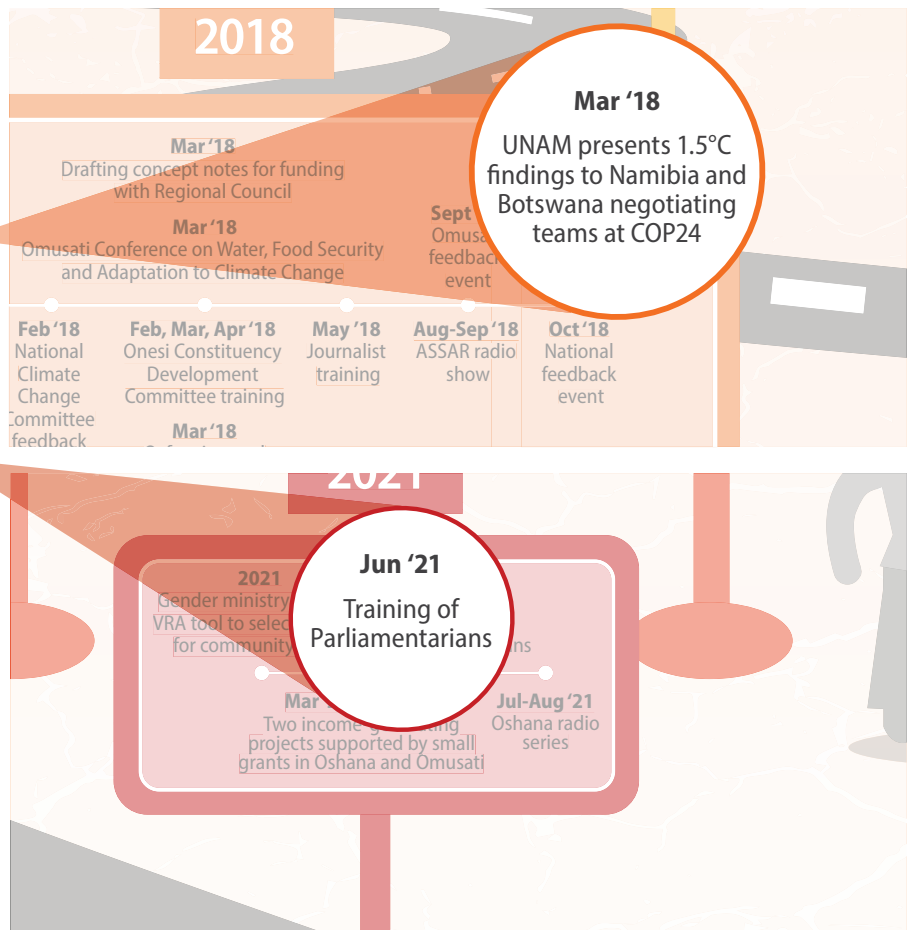 2018
Mar ‘18
UNAM presents 1.5°C
findings to Namibia and
Botswana negotiating
teams at COP24
Mar ‘18
Drafting concept notes for funding
with Regional Council
Mar ‘18
Omusati Conference on Water, Food Security
and Adaptation to Climate Change
Sept
feedback
event
Feb ‘18
National
Climate
Change
Committee
feedback
Feb, Mar, Apr ‘18
Onesi Constituency
Development
Committee training
Mar ‘18
May ‘18
Journalist
training
Aug-Sep ‘18
ASSAR radio
show
Oct ‘18
National
feedback
event
2021
Jun ‘21
Training of
Parliamentarians
2021
Gender ministry
VRA tool to
for community
Mar
Two income
projects supported by small
grants in Oshana and Omusati
Jul-Aug ‘21
Oshana radio
series